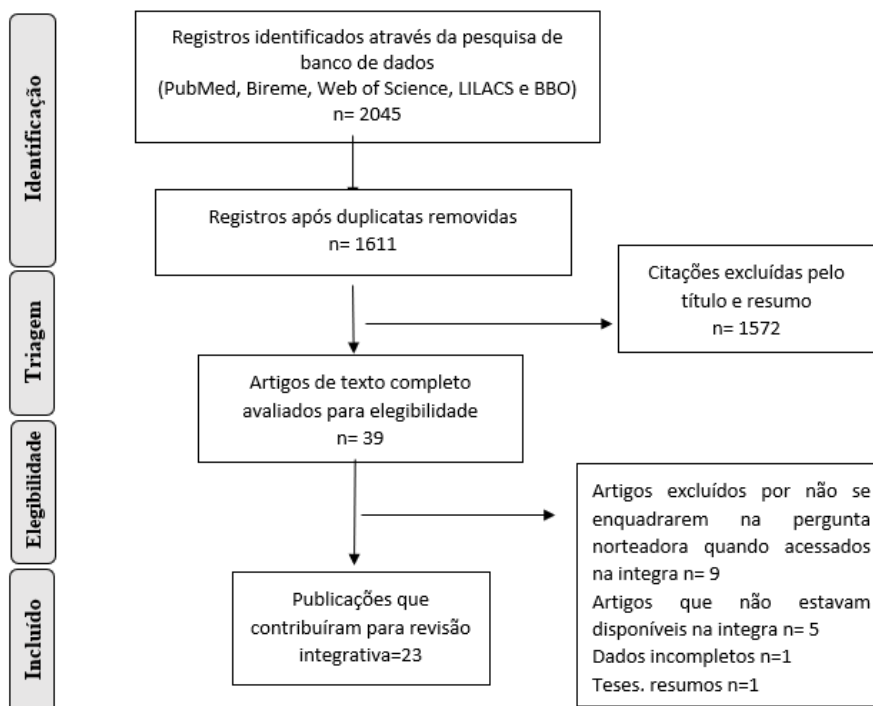 Identificação
Registros identificados através da pesquisa de
banco de dados
(PubMed, Bireme, Web of Science, LILACS e BBO)
n= 2045
Registros após duplicatas removidas
n= 1611
Triagem
Citações excluídas pelo
título e resumo
n= 1572
Artigos de texto completo
avaliados para elegibilidade
n= 39
Elegibilidade
Artigos excluídos por não se
enquadrarem na pergunta
norteadora quando acessados
na integra n= 9
Artigos que não estavam
disponíveis na integra n= 5
Dados incompletos n=1
Teses. resumos n=1
Incluído
Publicações que
contribuíram para revisão
integrativa=23